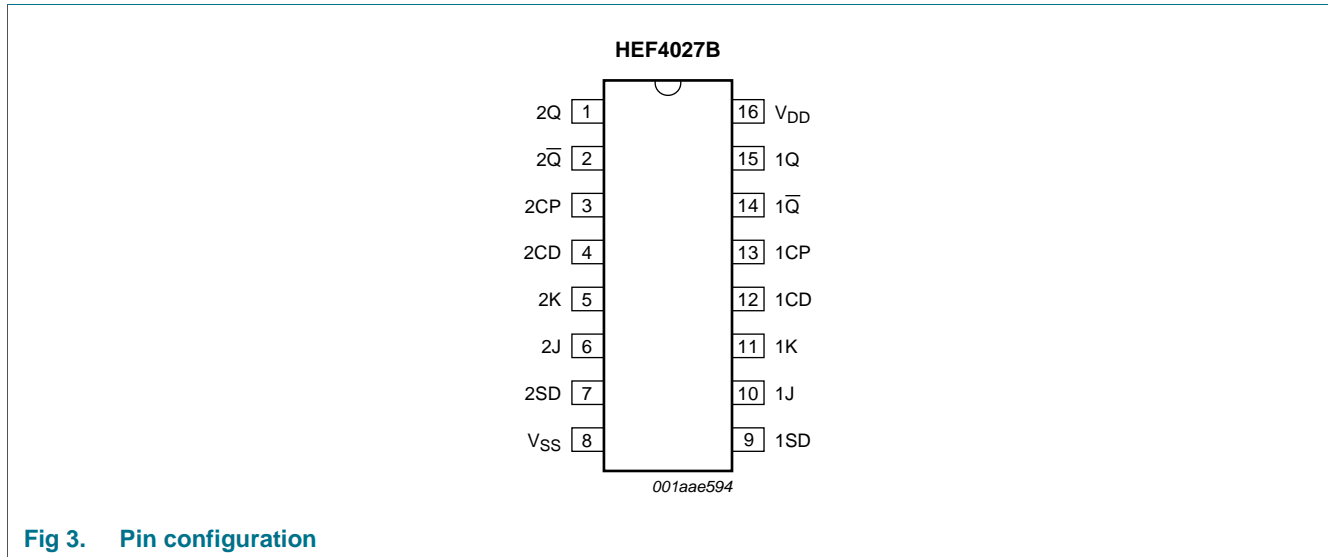 HEF4027B
2Q 1 16 VDD
2Q̅ 2 15 1Q
2CP 3 14 1Q̅
2CD 4 13 1CP
2K 5 12 1CD
2J 6 11 1K
2SD 7 10 1J
VSS 8 9 1SD
001aae594
Fig 3. Pin configuration